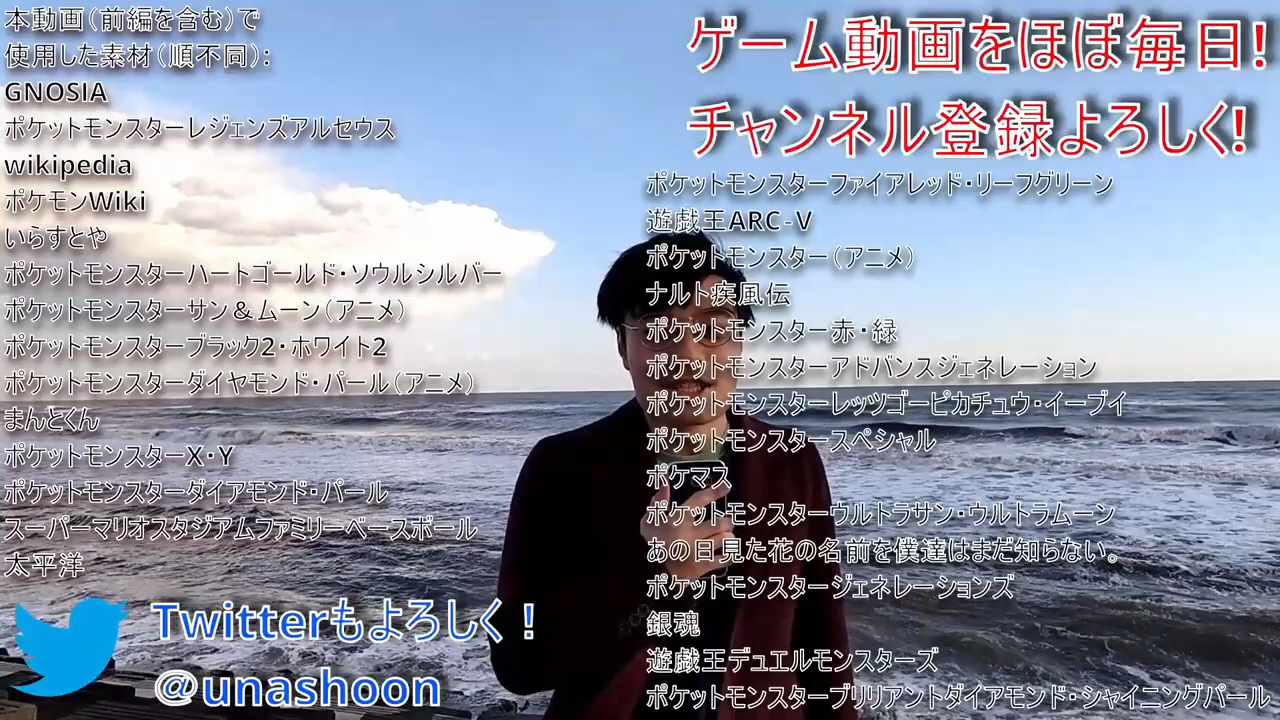 本動画（前編を含む）で
使用した素材（順不同）：
GNOSIA
ポケットモンスターレジェンズアルセウス
wikipedia
ポケモンWiki
いらすとや
ポケットモンスターハートゴールド・ソウルシルバー
ポケットモンスターサン＆ムーン（アニメ）
ポケットモンスターブラック2・ホワイト2
ポケットモンスターダイヤモンド・パール（アニメ）
まんとくん
ポケットモンスターX・Y
ポケットモンスターダイアモンド・パール
スーパーマリオスタジアムファミリーベースボール
太平洋
Twitterもよろしく！
@unashoon
ゲーム動画をほぼ毎日！
チャンネル登録よろしく！
ポケットモンスターファイアレッド・リーフグリーン
遊戯王ARC-V
ポケットモンスター（アニメ）
ナルト疾風伝
ポケットモンスター赤・緑
ポケットモンスターアドバンスジェネレーション
ポケットモンスターレッツゴーピカチュウ・イーブイ
ポケットモンスタースペシャル
ポケマス
ポケットモンスターウルトラサン・ウルトラムーン
あの日見た花の名前を僕達はまだ知らない。
ポケットモンスタージェネレーションズ
銀魂
遊戯王デュエルモンスターズ
ポケットモンスターブリリアントダイアモンド・シャイニングパール